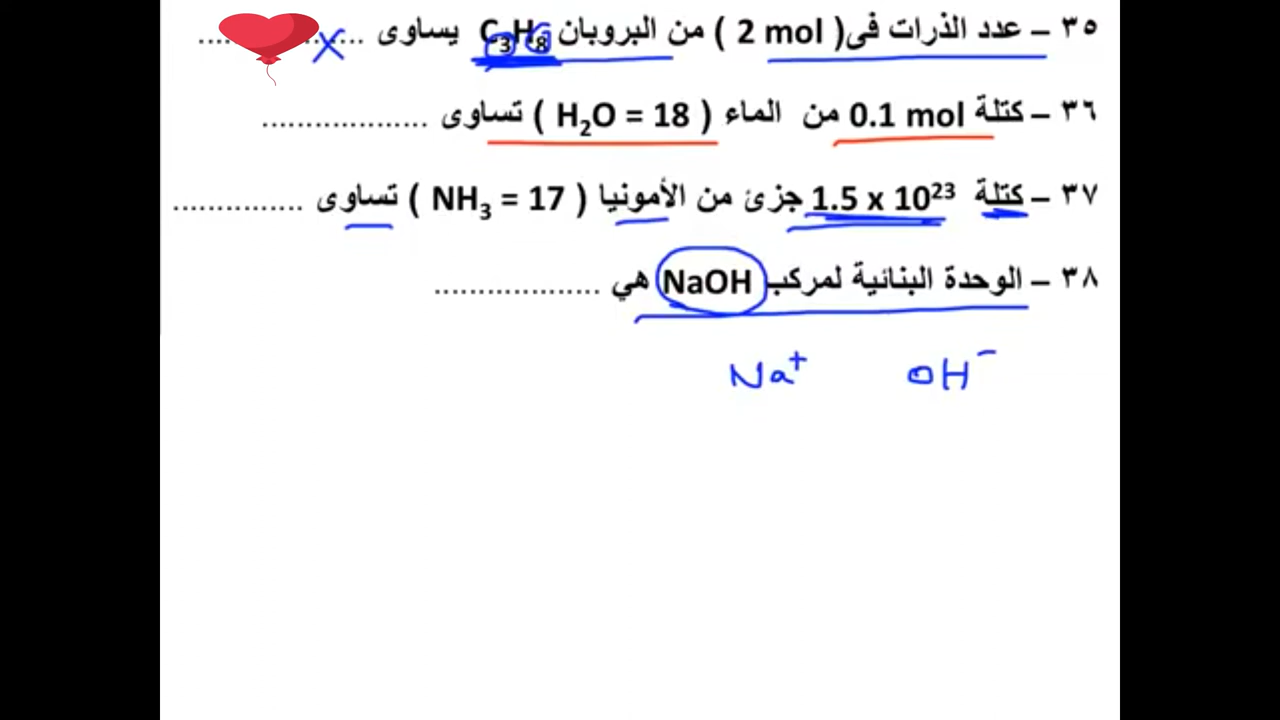 ٣٥ – عدد الذرات فى( 2 mol ) من البروبان C₃H₈ يساوى ...................
٣٦ – كتلة 0.1 mol من الماء ( H₂O = 18 ) تساوى ...................
٣٧ – كتلة 1.5 x 10²³ جزئ من الأمونيا ( NH₃ = 17 ) تساوى ...............
٣٨ – الوحدة البنائية لمركب NaOH هي ...................
Na⁺ OH⁻